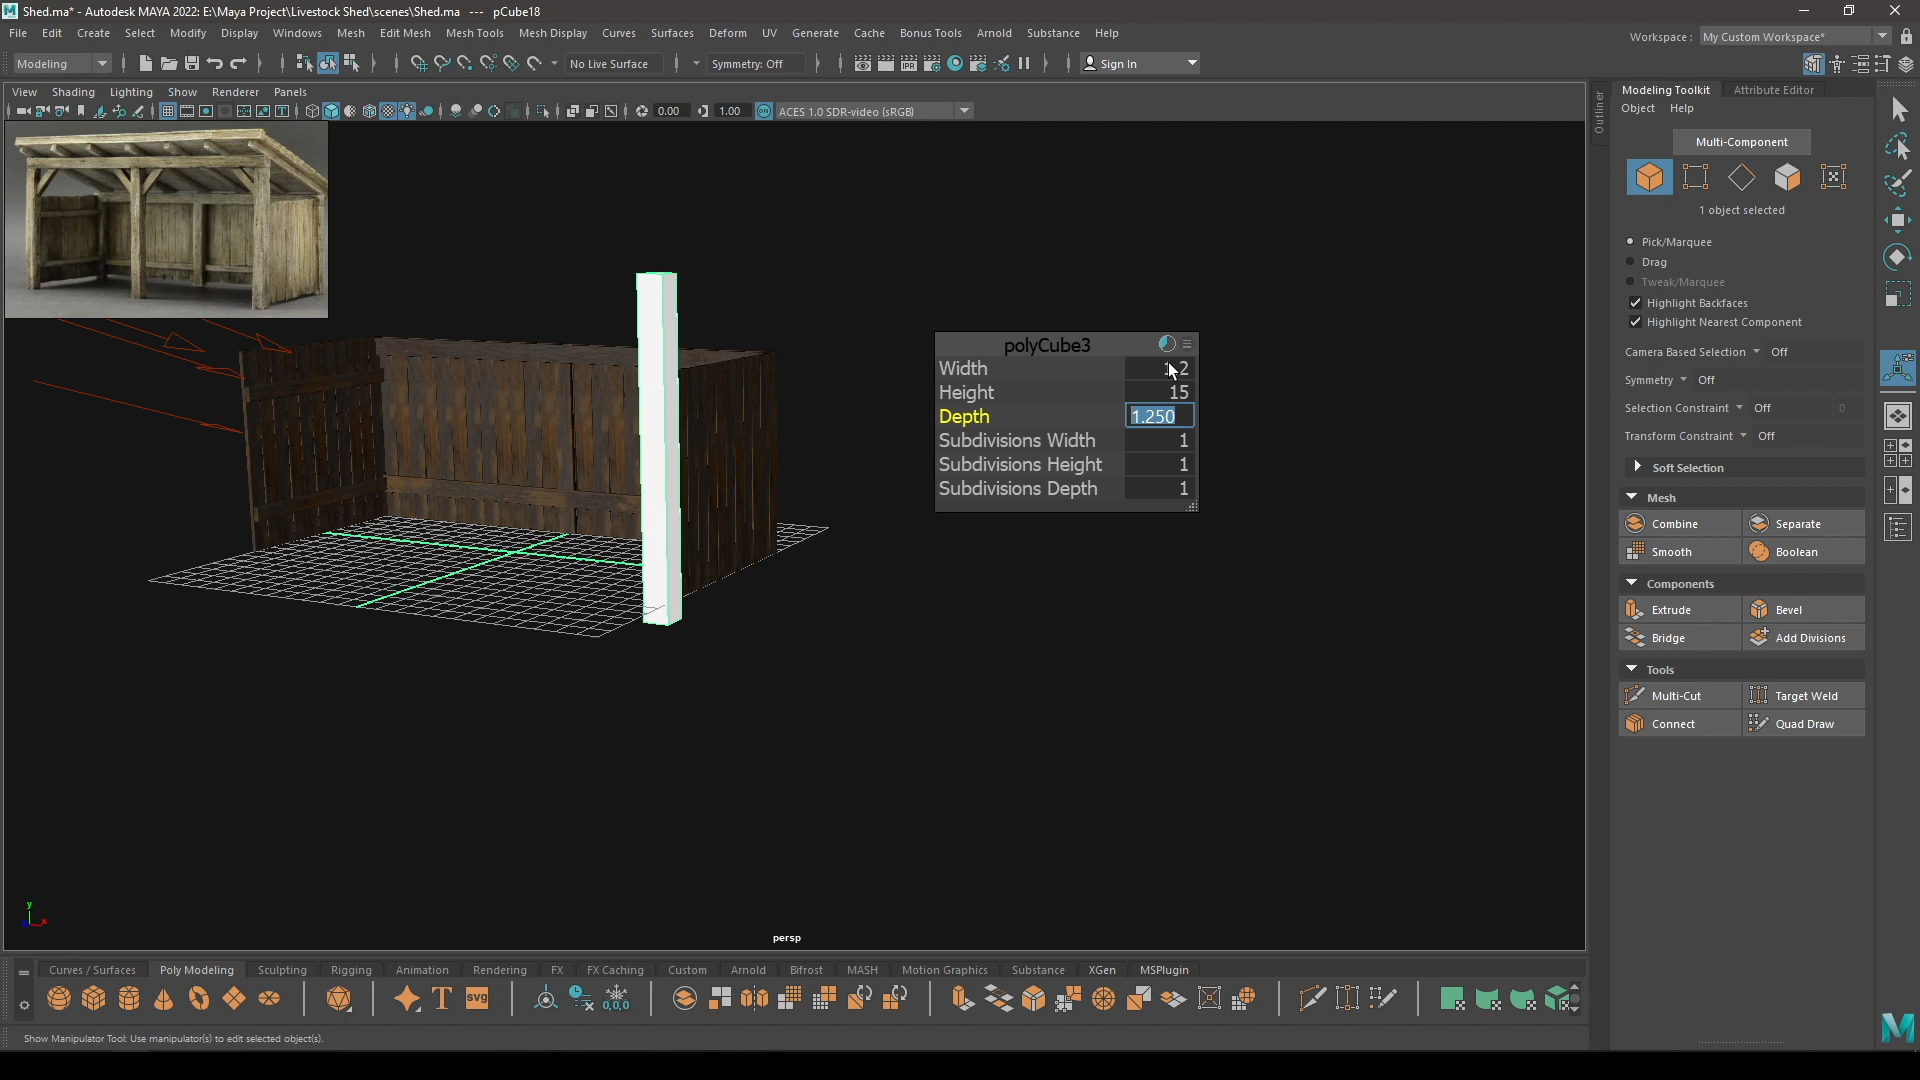 Shed.ma* - Autodesk MAYA 2022: E:\Maya Project\Livestock Shed\scenes\Shed.ma --- pCube18
File Edit Create Select Modify Display Windows Mesh Edit Mesh Mesh Tools Mesh Display Curves Surfaces Deform UV Generate Cache Bonus Tools Arnold Substance Help
Workspace : My Custom Workspace*
Modeling
No Live Surface
Symmetry: Off
Sign In
View Shading Lighting Show Renderer Panels
0.00
1.00
ON
ACES 1.0 SDR-video (sRGB)
Outliner
Modeling Toolkit Attribute Editor
Object Help
Multi-Component
1 object selected
Pick/Marquee
Drag
Tweak/Marquee
Highlight Backfaces
Highlight Nearest Component
Camera Based Selection Off
Symmetry Off
Selection Constraint Off 0
Transform Constraint Off
Soft Selection
Mesh
Combine Separate
Smooth Boolean
Components
Extrude Bevel
Bridge Add Divisions
Tools
Multi-Cut Target Weld
Connect Quad Draw
polyCube3
Width
Height 15
Depth 1.250
Subdivisions Width 1
Subdivisions Height 1
Subdivisions Depth 1
y
x
persp
Curves / Surfaces Poly Modeling Sculpting Rigging Animation Rendering FX FX Caching Custom Arnold Bifrost MASH Motion Graphics Substance XGen MSPlugin
T
svg
0,0,0
Show Manipulator Tool: Use manipulator(s) to edit selected object(s).